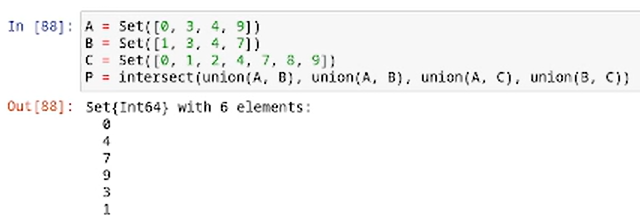 In [88]: A = Set([0, 3, 4, 9])
B = Set([1, 3, 4, 7])
C = Set([0, 1, 2, 4, 7, 8, 9])
P = intersect(union(A, B), union(A, B), union(A, C), union(B, C))
Out[88]: Set{Int64} with 6 elements:
0
4
7
9
3
1